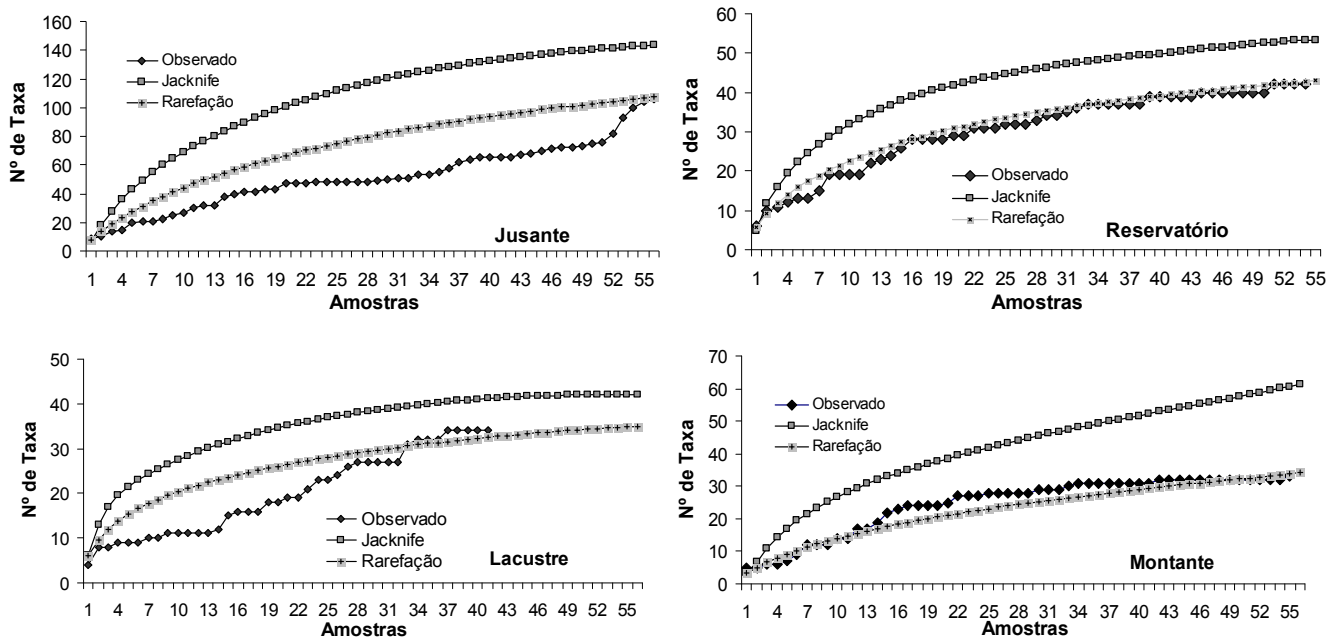 160
140
120
100
80
60
40
20
0
Nº de Taxa
Observado
Jacknife
Rarefação
Jusante
1 4 7 10 13 16 19 22 25 28 31 34 37 40 43 46 49 52 55
Amostras
60
50
40
30
20
10
0
Nº de Taxa
Observado
Jacknife
Rarefação
Reservatório
1 4 7 10 13 16 19 22 25 28 31 34 37 40 43 46 49 52 55
Amostras
50
40
30
20
10
0
Nº de Taxa
Observado
Jacknife
Rarefação
Lacustre
1 4 7 10 13 16 19 22 25 28 31 34 37 40 43 46 49 52 55
Amostras
70
60
50
40
30
20
10
0
Nº de Taxa
Observado
Jacknife
Rarefação
Montante
1 4 7 10 13 16 19 22 25 28 31 34 37 40 43 46 49 52 55
Amostras